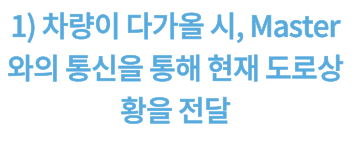 1) 차량이 다가올 시, Master
와의 통신을 통해 현재 도로상
황을 전달